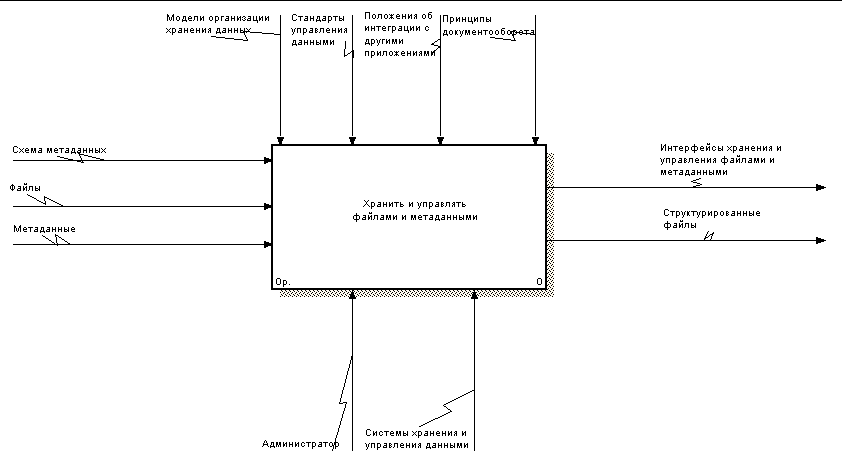 Модели организации
хранения данных
Стандарты
управления
данными
Положения об
интеграции с
другими
приложениями
Принципы
документооборота
Схема метаданных
Файлы
Метаданные
Хранить и управлять
файлами и метаданными
0р.
0
Интерфейсы хранения и
управления файлами и
метаданными
Структурированные
файлы
Администратор
Системы хранения и
управления данными